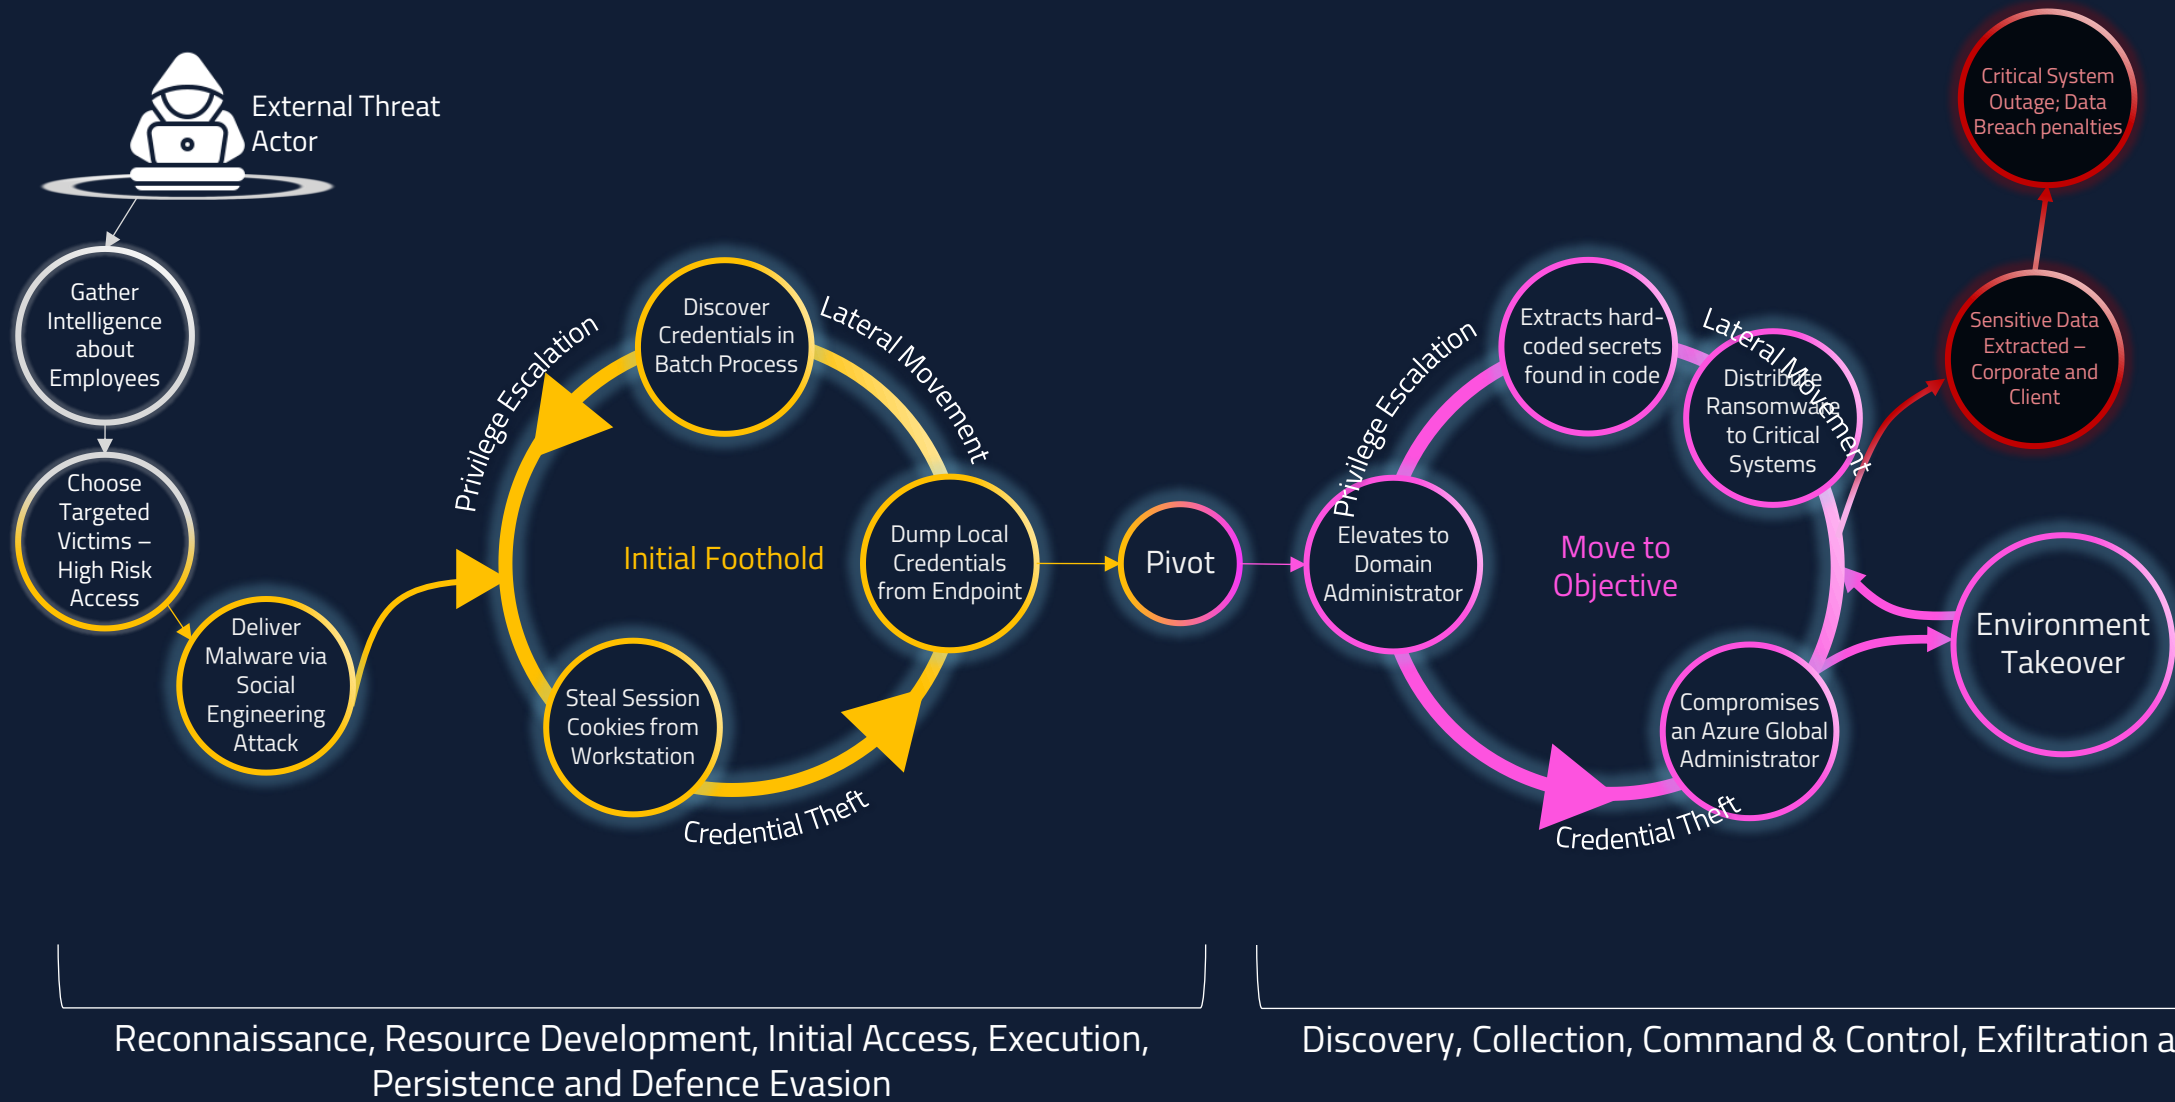 External Threat
Actor
Gather
Intelligence
about
Employees
Choose
Targeted
Victims –
High Risk
Access
Deliver
Malware via
Social
Engineering
Attack
Privilege Escalation
Discover
Credentials in
Batch Process
Lateral Movement
Initial Foothold
Dump Local
Credentials
from Endpoint
Steal Session
Cookies from
Workstation
Credential Theft
Pivot
Privilege Escalation
Extracts hard-
coded secrets
found in code
Lateral Movement
Distribute
Ransomware
to Critical
Systems
Elevates to
Domain
Administrator
Move to
Objective
Compromises
an Azure Global
Administrator
Credential Theft
Critical System
Outage; Data
Breach penalties
Sensitive Data
Extracted –
Corporate and
Client
Environment
Takeover
Reconnaissance, Resource Development, Initial Access, Execution,
Persistence and Defence Evasion
Discovery, Collection, Command & Control, Exfiltration a